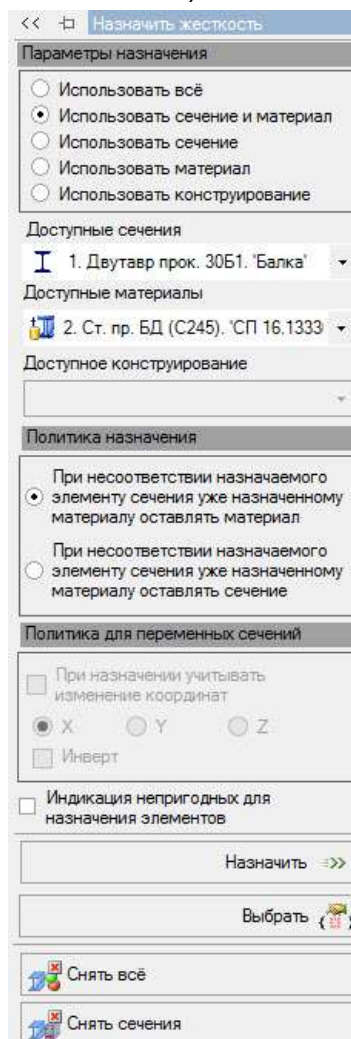 << Назначить жесткость
Параметры назначения
Использовать всё
Использовать сечение и материал
Использовать сечение
Использовать материал
Использовать конструирование
Доступные сечения
1. Двутавр прок. 30Б1. 'Балка'
Доступные материалы
2. Ст. пр. БД (С245). 'СП 16.1333
Доступное конструирование
Политика назначения
При несоответствии назначаемого
элементу сечения уже назначенному
материалу оставлять материал
При несоответствии назначаемого
элементу сечения уже назначенному
материалу оставлять сечение
Политика для переменных сечений
При назначении учитывать
изменение координат
X Y Z
Инверт
Индикация непригодных для
назначения элементов
Назначить
Выбрать
Снять всё
Снять сечения